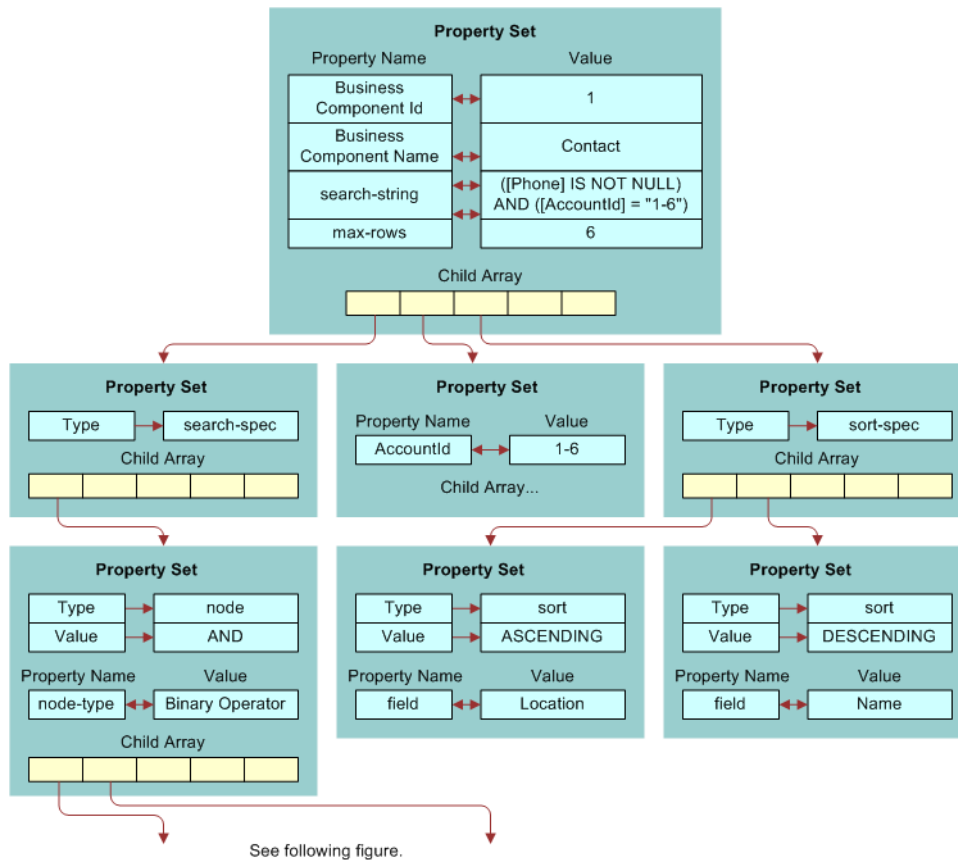 Property Set
Property Name Value
Business
Component Id
1
Business
Component Name
Contact
search-string
([Phone] IS NOT NULL)
AND ([AccountId] = "1-6")
max-rows
6
Child Array
Property Set
Type
search-spec
Child Array
Property Set
Property Name Value
AccountId
1-6
Child Array...
Property Set
Type
sort-spec
Child Array
Property Set
Type
node
Value
AND
Property Name Value
node-type
Binary Operator
Child Array
Property Set
Type
sort
Value
ASCENDING
Property Name Value
field
Location
Property Set
Type
sort
Value
DESCENDING
Property Name Value
field
Name
See following figure.